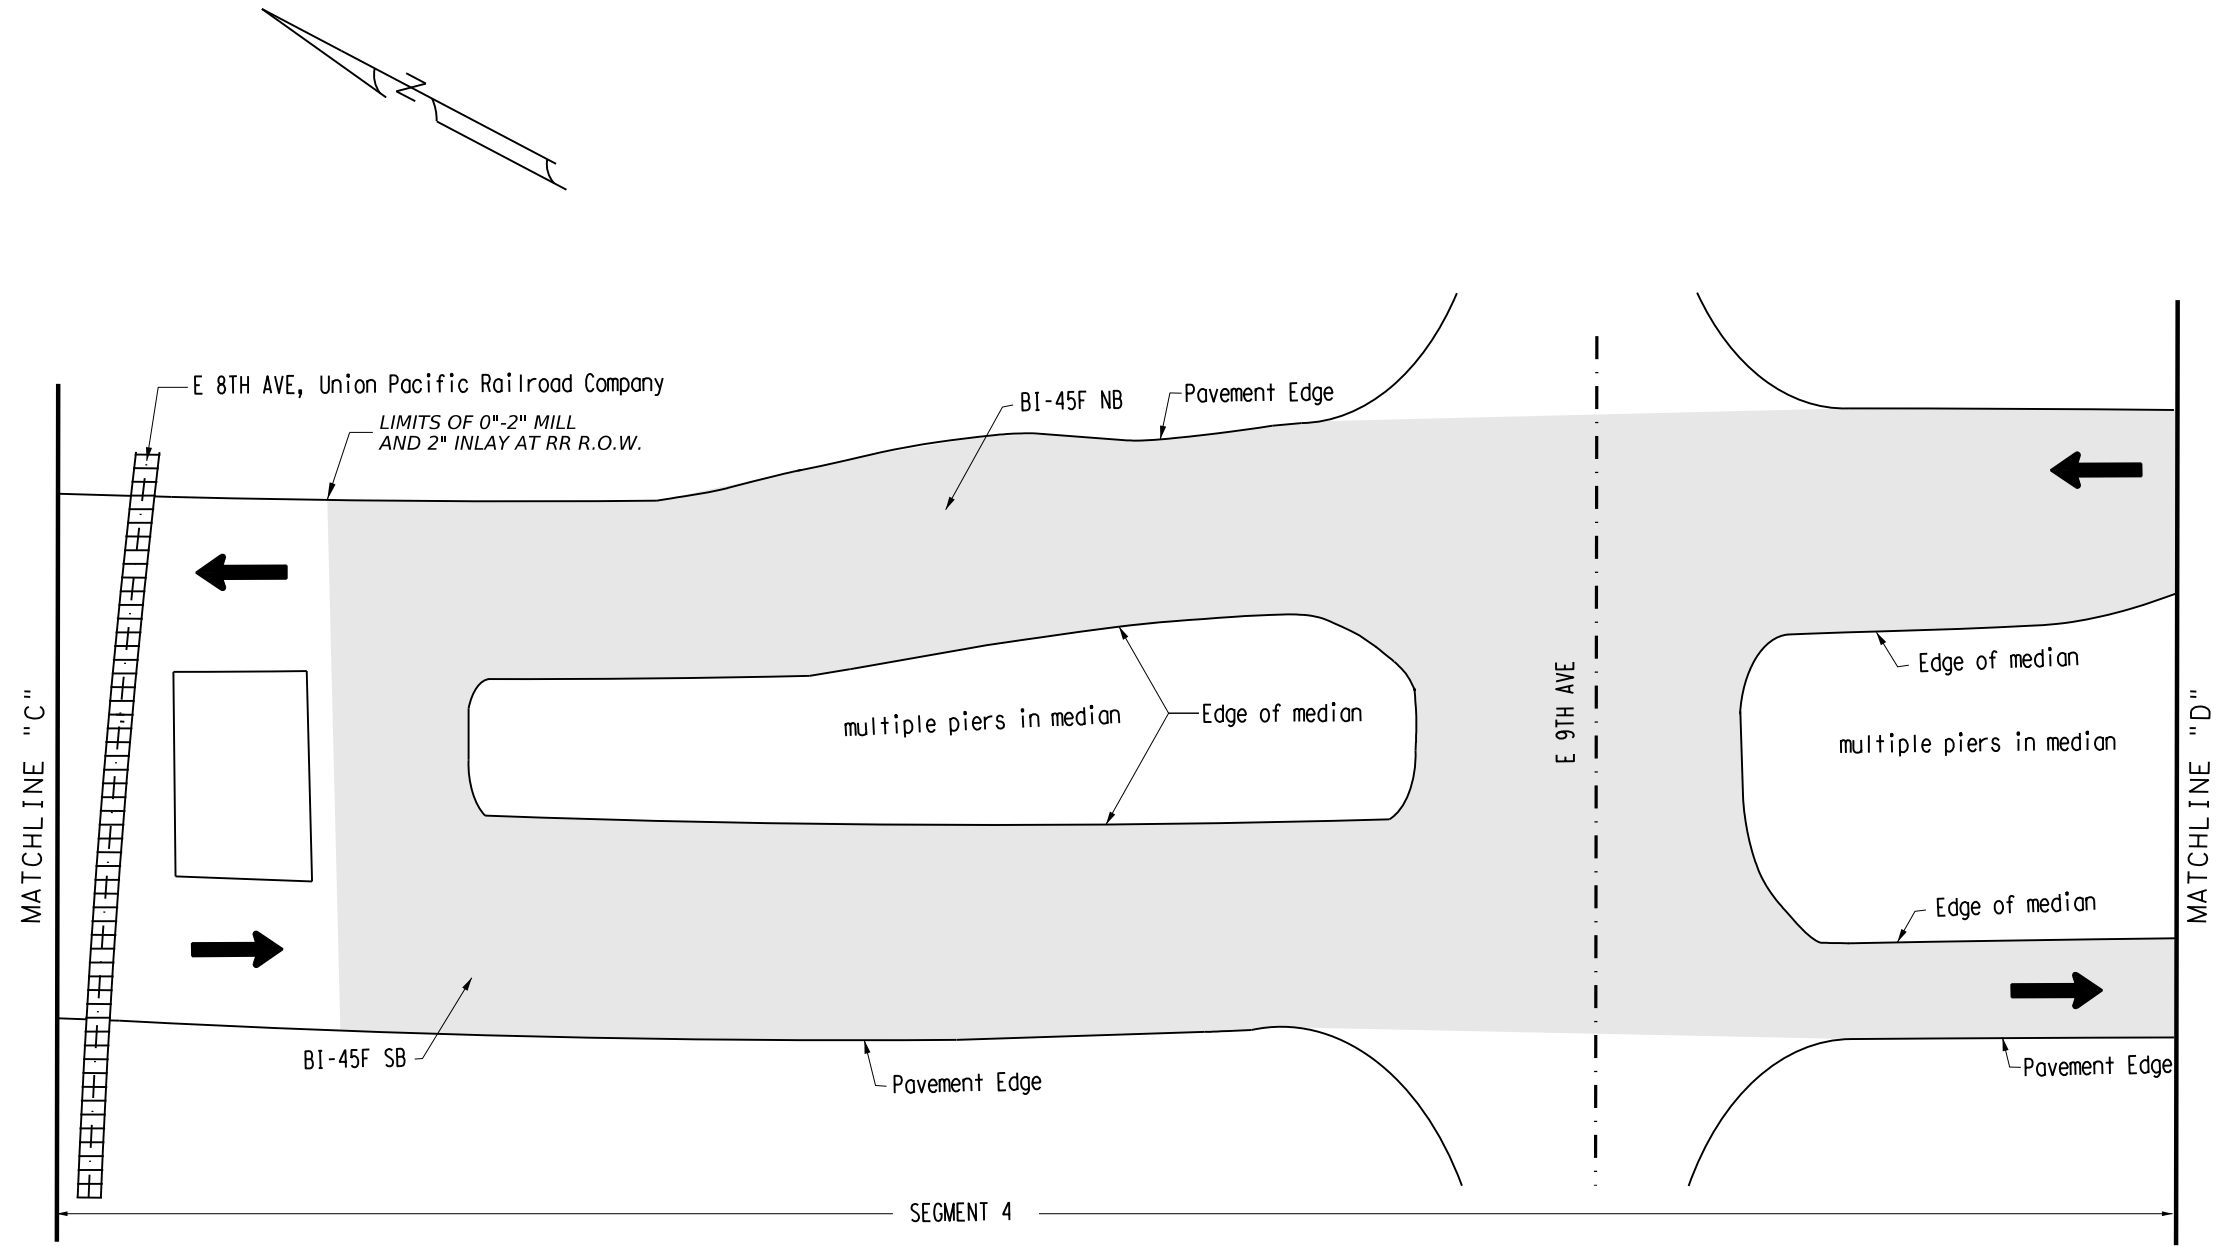 N
E 8TH AVE, Union Pacific Railroad Company
LIMITS OF 0"-2" MILL
AND 2" INLAY AT RR R.O.W.
BI-45F NB
Pavement Edge
MATCHLINE "C"
multiple piers in median
Edge of median
E 9TH AVE
Edge of median
multiple piers in median
Edge of median
MATCHLINE "D"
BI-45F SB
Pavement Edge
Pavement Edge
SEGMENT 4